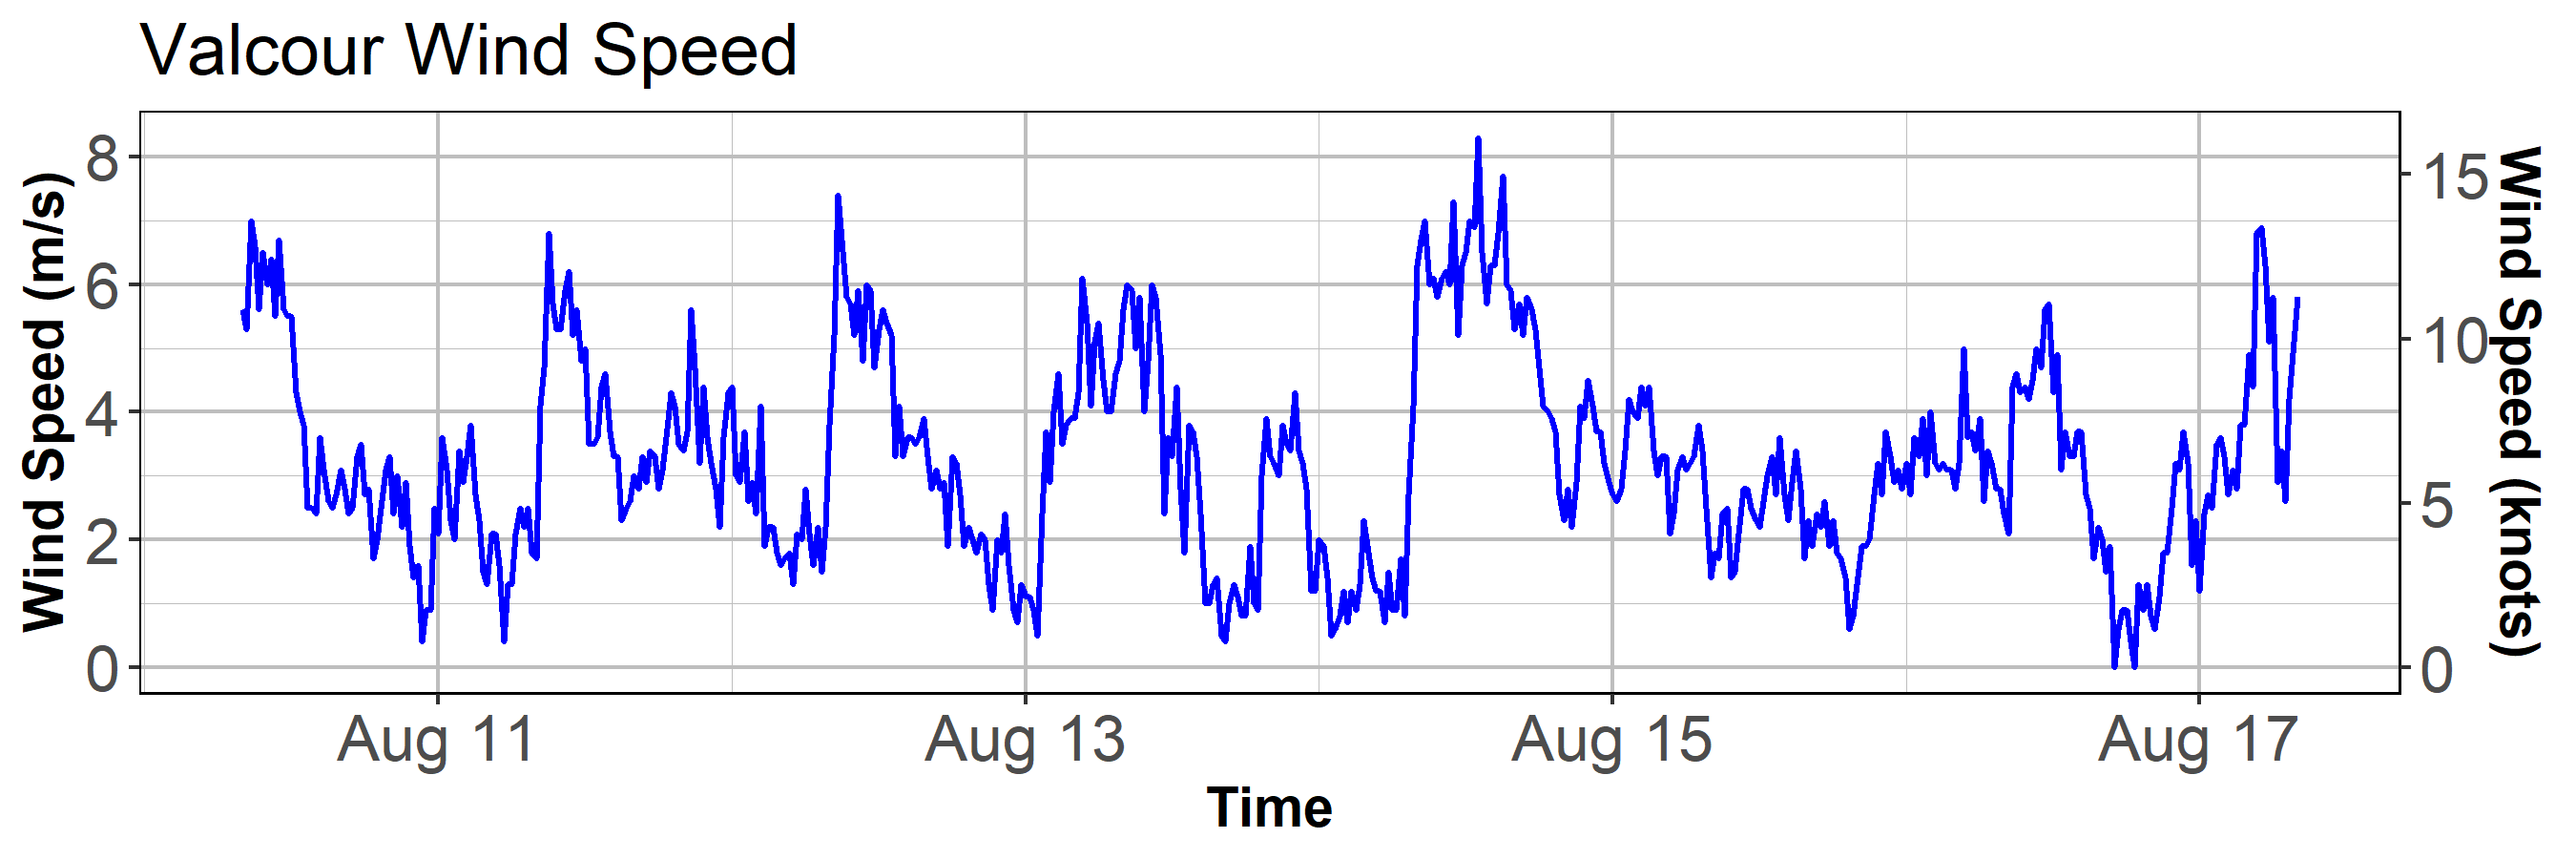 Valcour Wind Speed
Wind Speed (m/s)
8
6
4
2
0
15
10
5
0
Wind Speed (knots)
Aug 11
Aug 13
Aug 15
Aug 17
Time